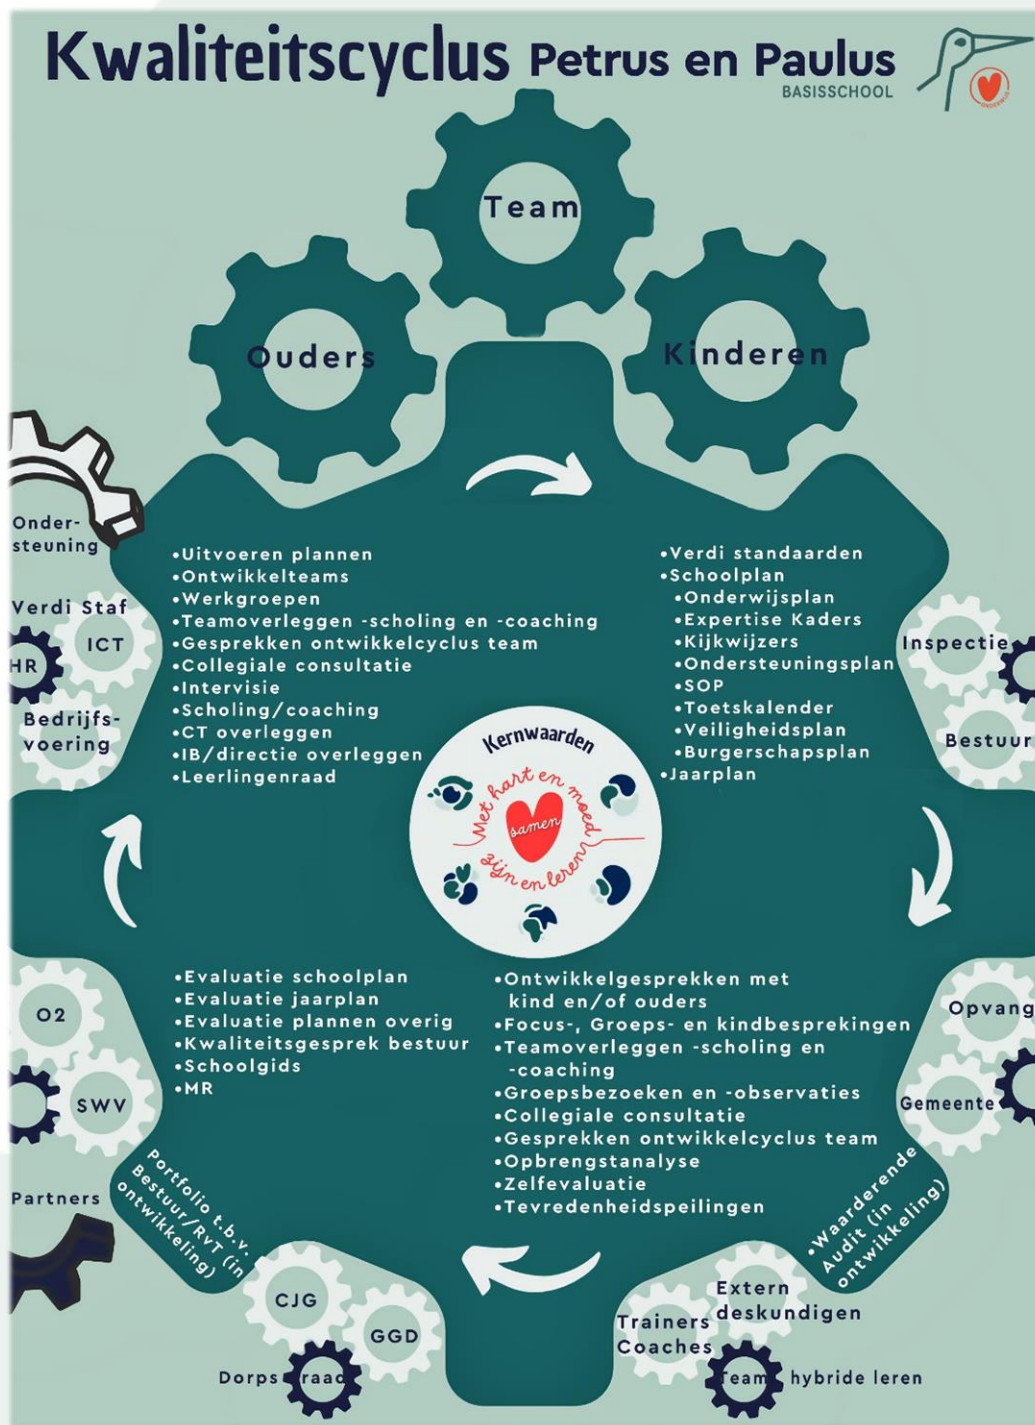 Kwaliteitscyclus Petrus en Paulus
BASISSCHOOL
Team
Ouders
Kinderen
Onder-
steuning
Verdi Staf
ICT
HR
Bedrijfs-
voering
•Uitvoeren plannen
•Ontwikkelteams
•Werkgroepen
•Teamoverleggen -scholing en -coaching
•Gesprekken ontwikkelcyclus team
•Collegiale consultatie
•Intervisie
•Scholing/coaching
•CT overleggen
•IB/directie overleggen
•Leerlingenraad
•Verdi standaarden
•Schoolplan
•Onderwijsplan
•Expertise Kaders
•Kijkwijzers
•Ondersteuningsplan
•SOP
•Toetskalender
•Veiligheidsplan
•Burgerschapsplan
•Jaarplan
Inspectie
Bestuur
Kernwaarden
Met hart en moed
samen
zijn en leren
O2
SWV
Partners
•Evaluatie schoolplan
•Evaluatie jaarplan
•Evaluatie plannen overig
•Kwaliteitsgesprek bestuur
•Schoolgids
•MR
•Ontwikkelgesprekken met
kind en/of ouders
•Focus-, Groeps- en kindbesprekingen
•Teamoverleggen -scholing en
-coaching
•Groepsbezoeken en -observaties
•Collegiale consultatie
•Gesprekken ontwikkelcyclus team
•Opbrengstanalyse
•Zelfevaluatie
•Tevredenheidspeilingen
Opvang
Gemeente
Portfolio t.b.v.
Bestuur/RvT (in
ontwikkeling)
•Waarderende
Audit (in
ontwikkeling)
CJG
GGD
Dorps raad
Extern
deskundigen
Trainers
Coaches
Team hybride leren